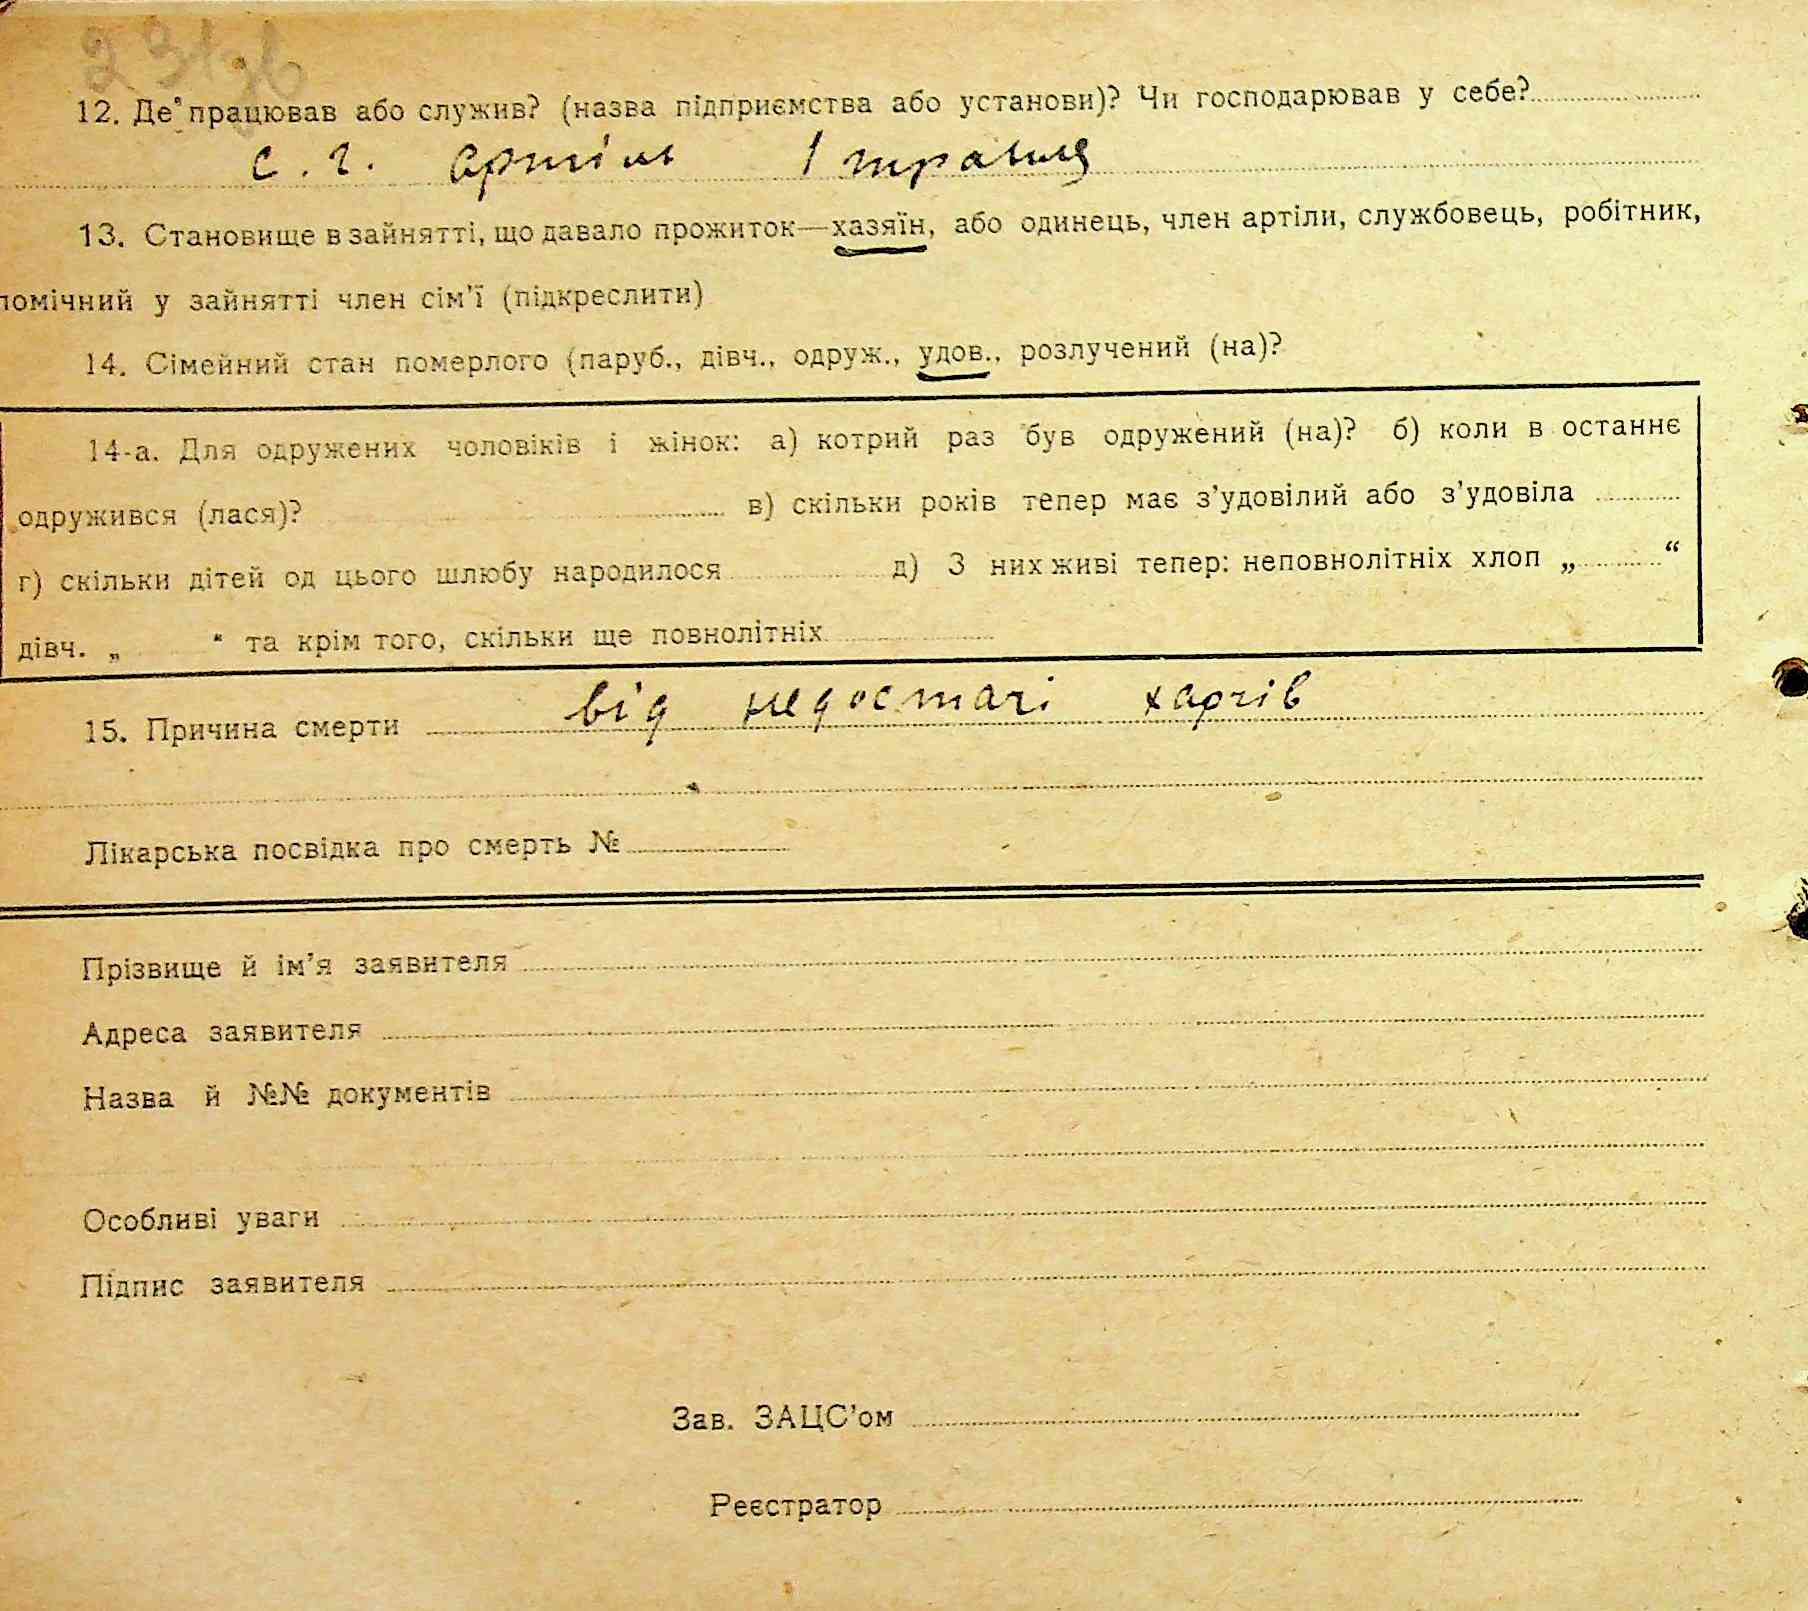 231зв
12. Де працював або служив? (назва підприємства або установи)? Чи господарював у себе?
с. г. артіль 1 травня
13. Становище в зайнятті, що давало прожиток—хазяїн, або одинець, член артіли, службовець, робітник,
помічний у зайнятті член сім'ї (підкреслити)
14. Сімейний стан померлого (паруб., дівч., одруж., удов., розлучений (на)?
14-а. Для одружених чоловіків і жінок: а) котрий раз був одружений (на)? б) коли в останнє
одружився (лася)? в) скільки років тепер має з'удовілий або з'удовіла
г) скільки дітей од цього шлюбу народилося д) З них живі тепер: неповнолітніх хлоп „ “
дівч. „ “ та крім того, скільки ще повнолітніх
15. Причина смерти від недостачі харчів
Лікарська посвідка про смерть №
Прізвище й ім'я заявителя
Адреса заявителя
Назва й №№ документів
Особливі уваги
Підпис заявителя
Зав. ЗАЦС'ом
Реєстратор